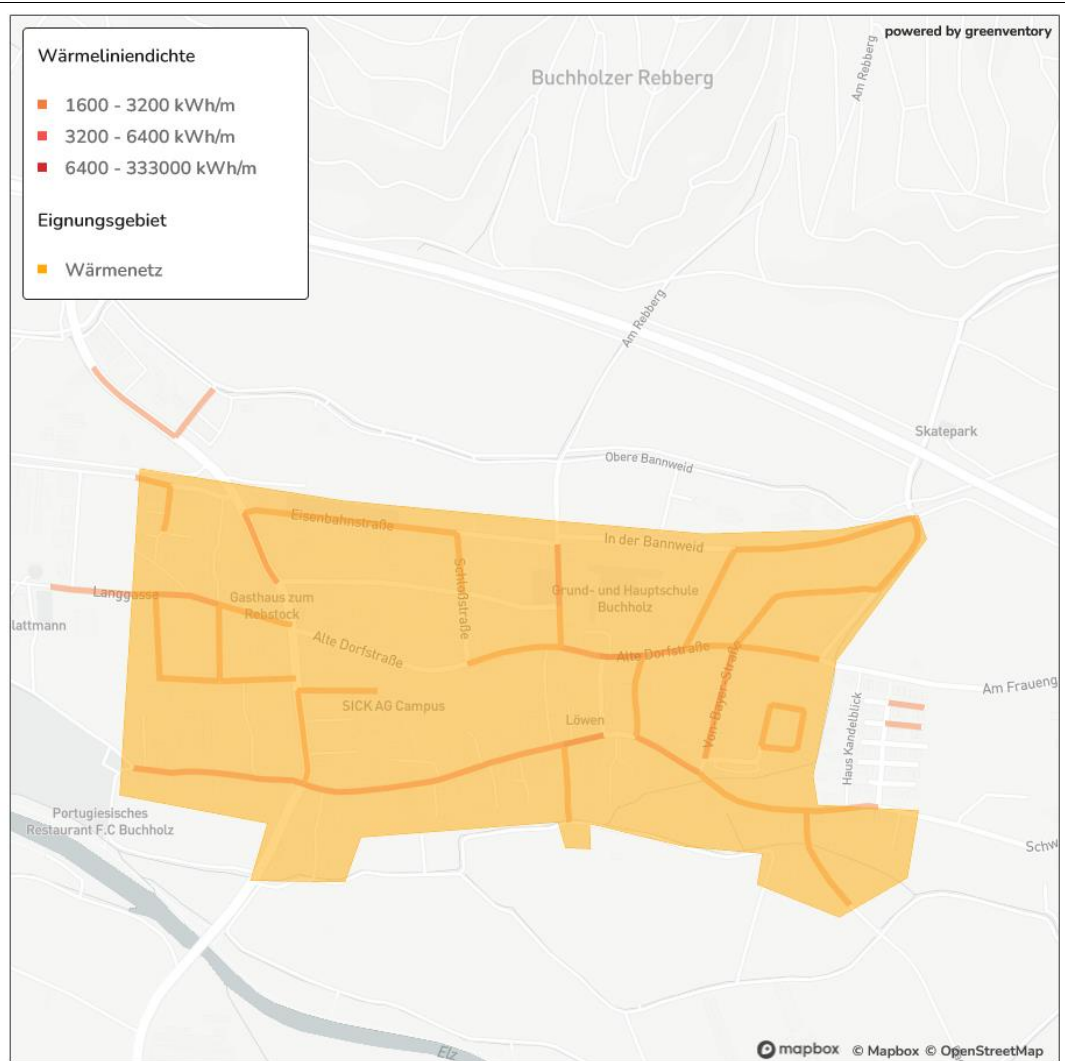 powered by greenventory
Wärmeliniendichte
1600 - 3200 kWh/m
3200 - 6400 kWh/m
6400 - 333000 kWh/m
Eignungsgebiet
Wärmenetz
Buchholzer Rebberg
Am Rebberg
Am Rebberg
Skatepark
Obere Bannweid
Eisenbahnstraße
In der Bannweid
Schloßstraße
Grund- und Hauptschule
Buchholz
Langgasse
Gasthaus zum
Rebstock
lattmann
Alte Dorfstraße
Alte Dorfstraße
Am Fraueng
SICK AG Campus
Löwen
Von-Bayer-Straße
Haus Kandelblick
Portugiesisches
Restaurant F.C Buchholz
Schw
Elz
mapbox © Mapbox © OpenStreetMap